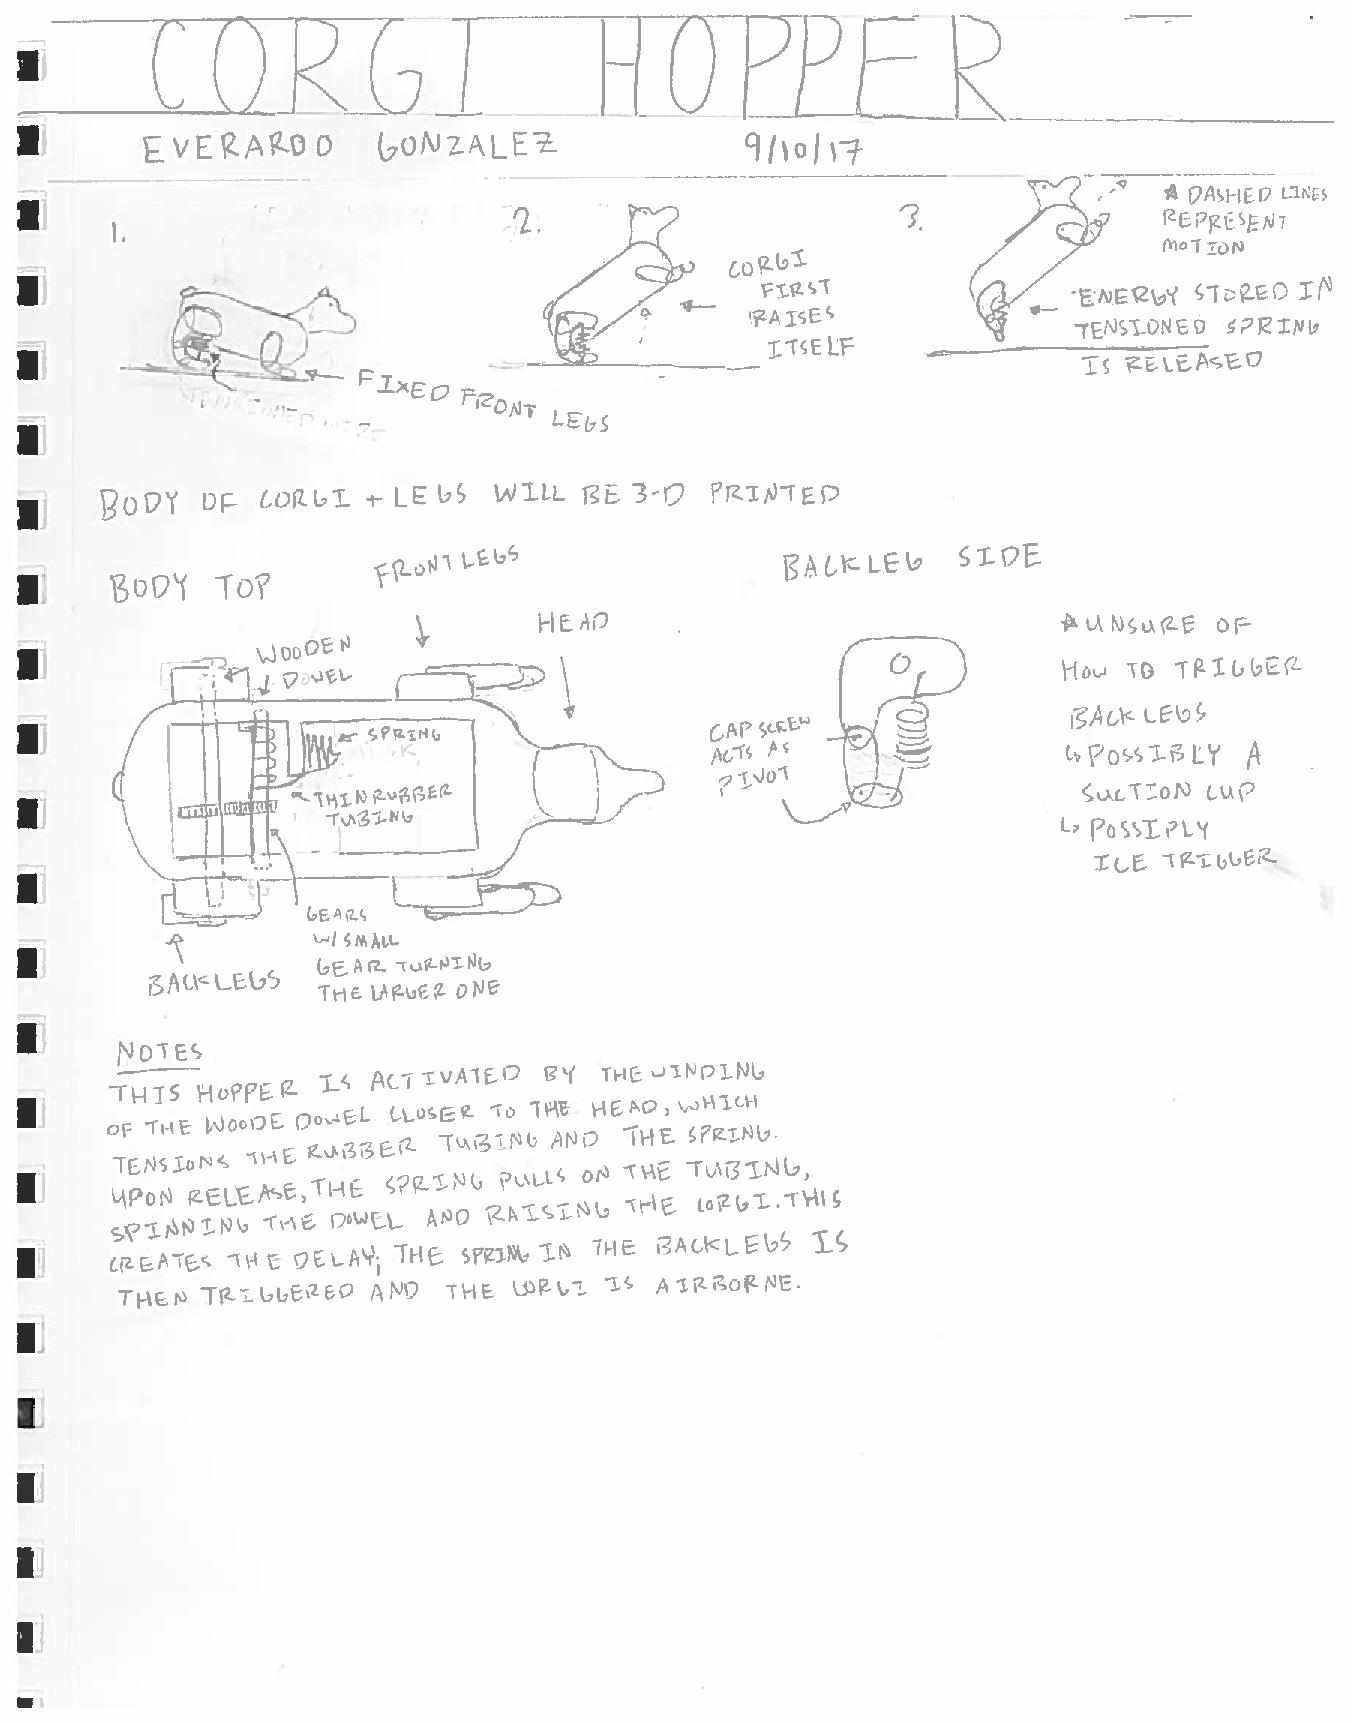 CORGI HOPPER
EVERARDO GONZALEZ 9/10/17
1.
FIXED FRONT LEGS
2.
CORGI
FIRST
RAISES
ITSELF
3.
* DASHED LINES
REPRESENT
MOTION
ENERGY STORED IN
TENSIONED SPRING
IS RELEASED
BODY OF CORGI + LEGS WILL BE 3-D PRINTED
BODY TOP
FRONT LEGS
HEAD
WOODEN
DOWEL
SPRING
THIN RUBBER
TUBING
GEARS
W/ SMALL
GEAR TURNING
THE LARGER ONE
BACK LEGS
BACK LEG SIDE
CAP SCREW
ACTS AS
PIVOT
* UNSURE OF
HOW TO TRIGGER
BACK LEGS
↳ POSSIBLY A
SUCTION CUP
↳ POSSIPLY
ICE TRIGGER
NOTES
THIS HOPPER IS ACTIVATED BY THE WINDING
OF THE WOODE DOWEL CLOSER TO THE HEAD, WHICH
TENSIONS THE RUBBER TUBING AND THE SPRING.
UPON RELEASE, THE SPRING PULLS ON THE TUBING,
SPINNING THE DOWEL AND RAISING THE CORGI. THIS
CREATES THE DELAY; THE SPRING IN THE BACKLEGS IS
THEN TRIGGERED AND THE CORGI IS AIRBORNE.